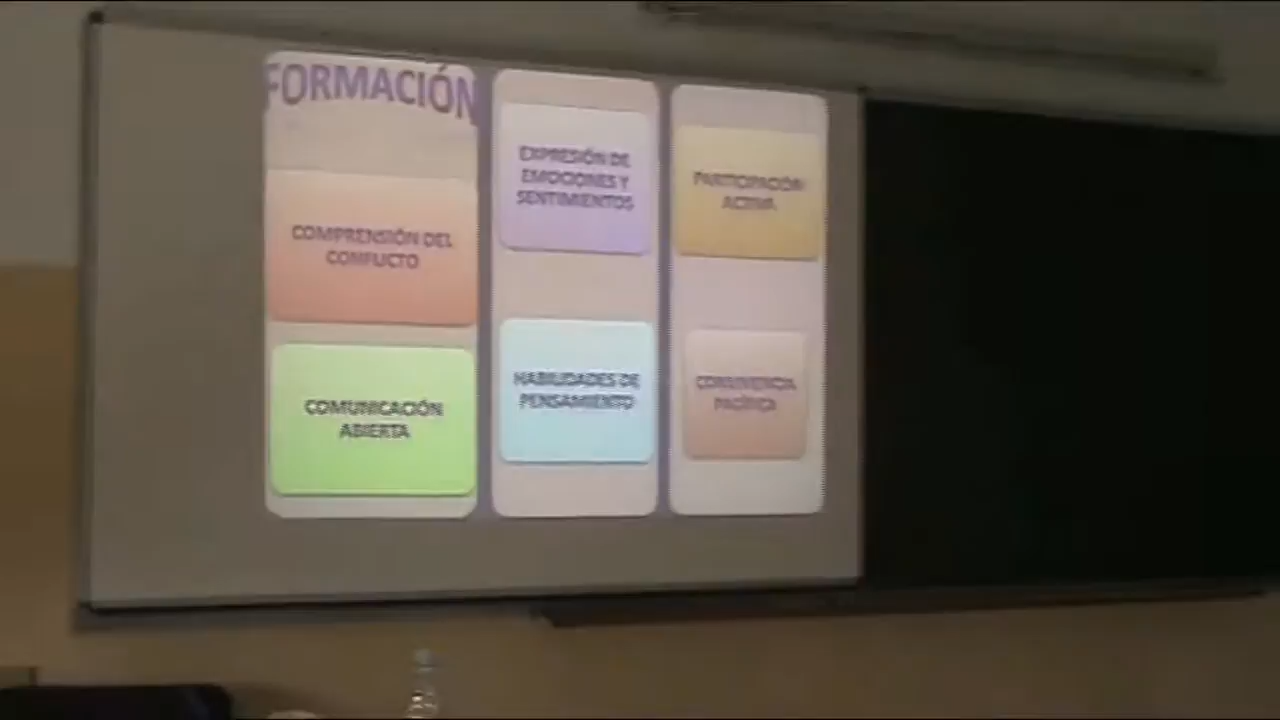 FORMACIÓN
COMPRENSIÓN DEL
CONFLICTO
COMUNICACIÓN
ABIERTA
EXPRESIÓN DE
EMOCIONES Y
SENTIMIENTOS
HABILIDADES DE
PENSAMIENTO
PARTICIPACIÓN
ACTIVA
CONVIVENCIA
PACÍFICA